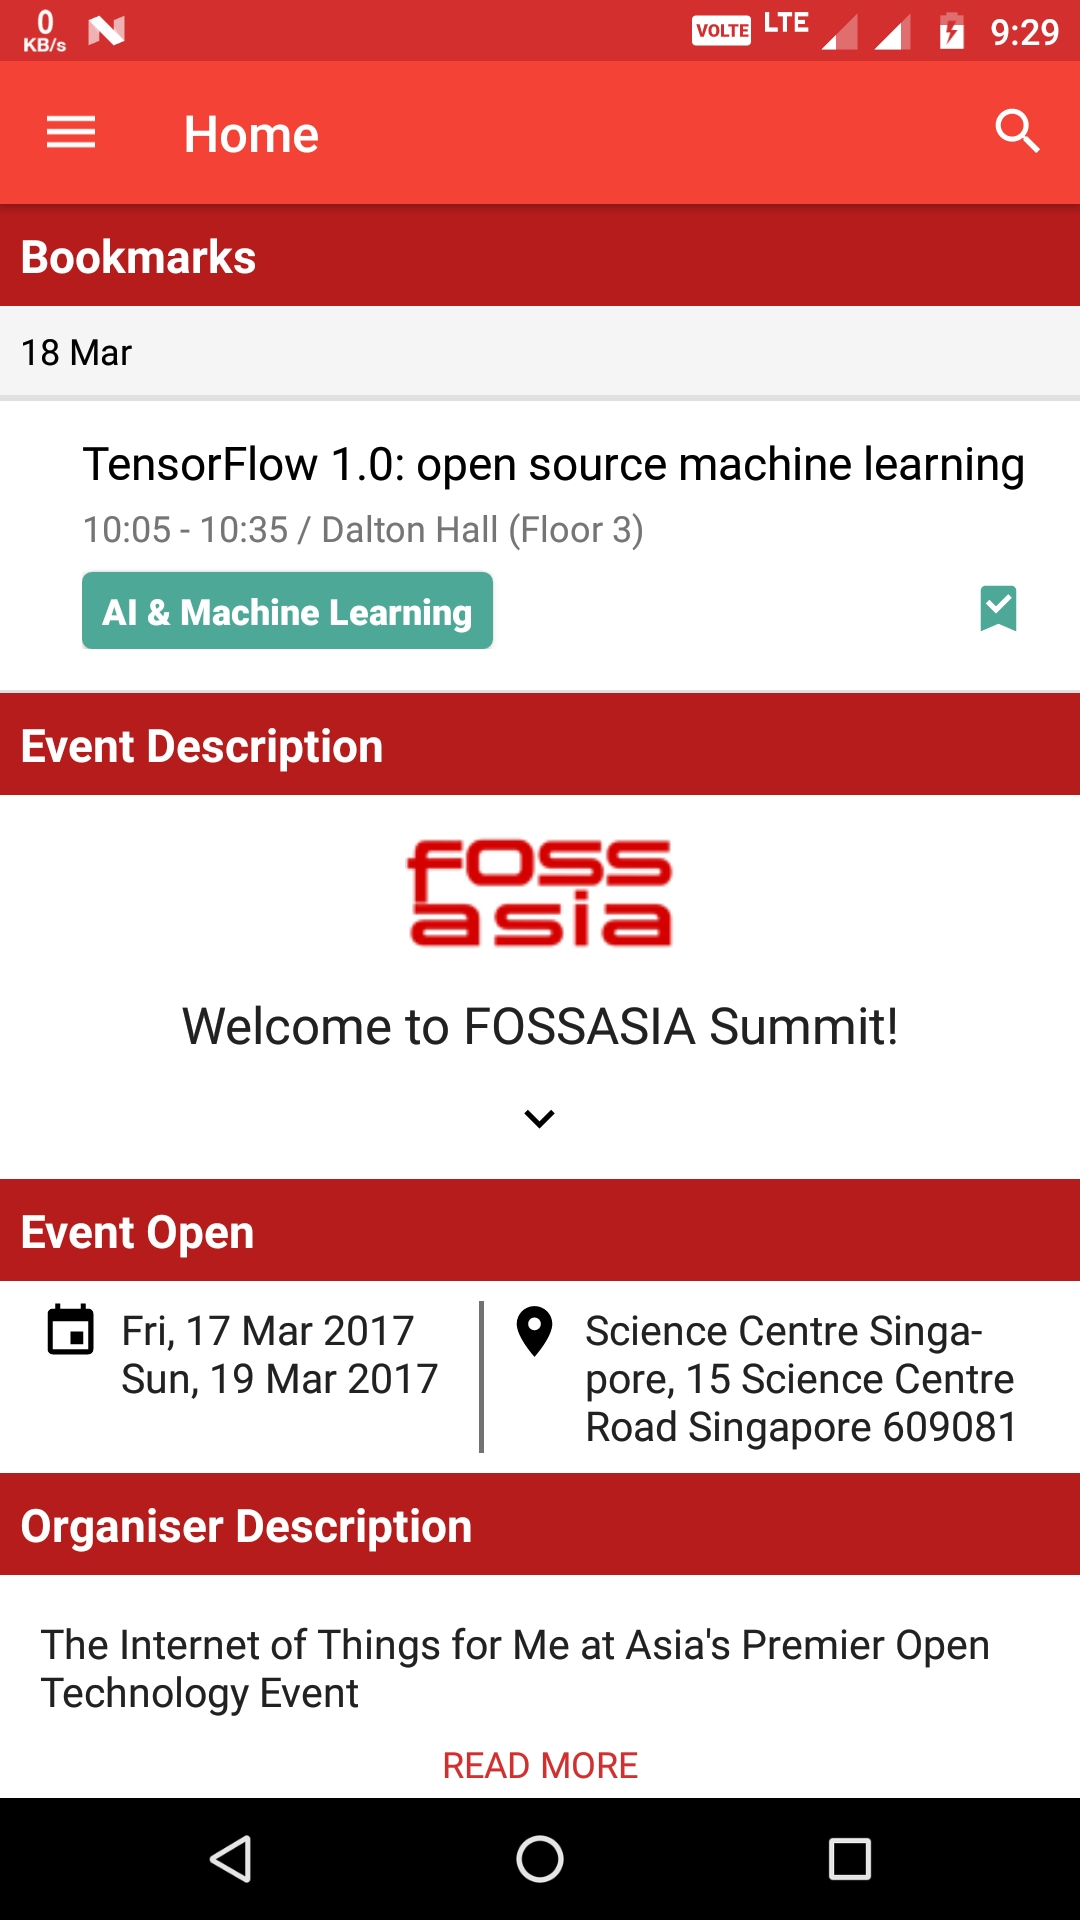 0
KB/s
VOLTE LTE 9:29
Home
Bookmarks
18 Mar
TensorFlow 1.0: open source machine learning
10:05 - 10:35 / Dalton Hall (Floor 3)
AI & Machine Learning
Event Description
foss
asia
Welcome to FOSSASIA Summit!
Event Open
Fri, 17 Mar 2017
Sun, 19 Mar 2017
Science Centre Singa-
pore, 15 Science Centre
Road Singapore 609081
Organiser Description
The Internet of Things for Me at Asia's Premier Open
Technology Event
READ MORE